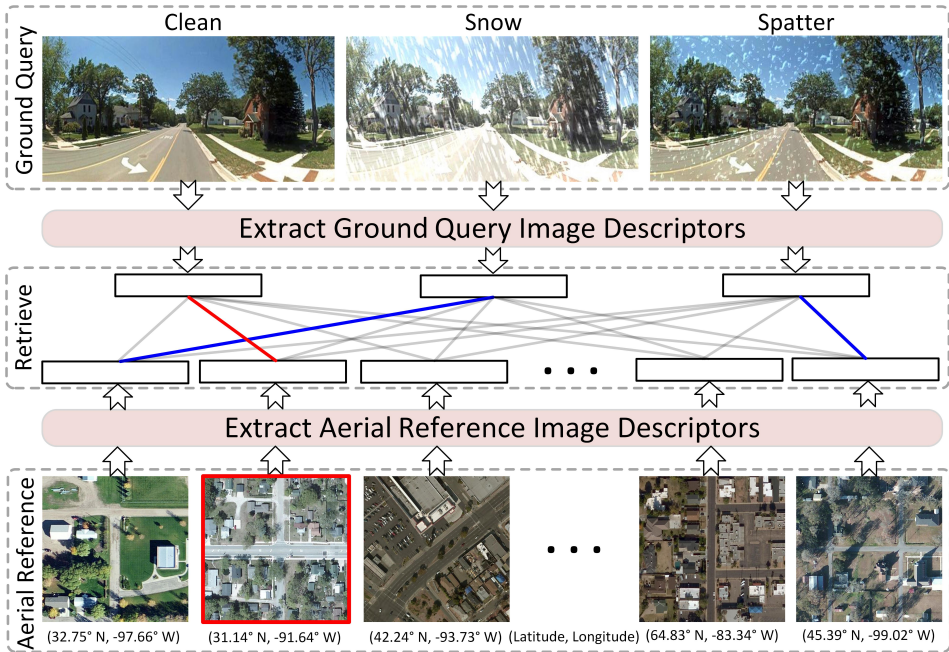 Clean
Snow
Spatter
Ground Query
Extract Ground Query Image Descriptors
Retrieve
Extract Aerial Reference Image Descriptors
Aerial Reference
(32.75° N, -97.66° W)
(31.14° N, -91.64° W)
(42.24° N, -93.73° W)
(Latitude, Longitude)
(64.83° N, -83.34° W)
(45.39° N, -99.02° W)